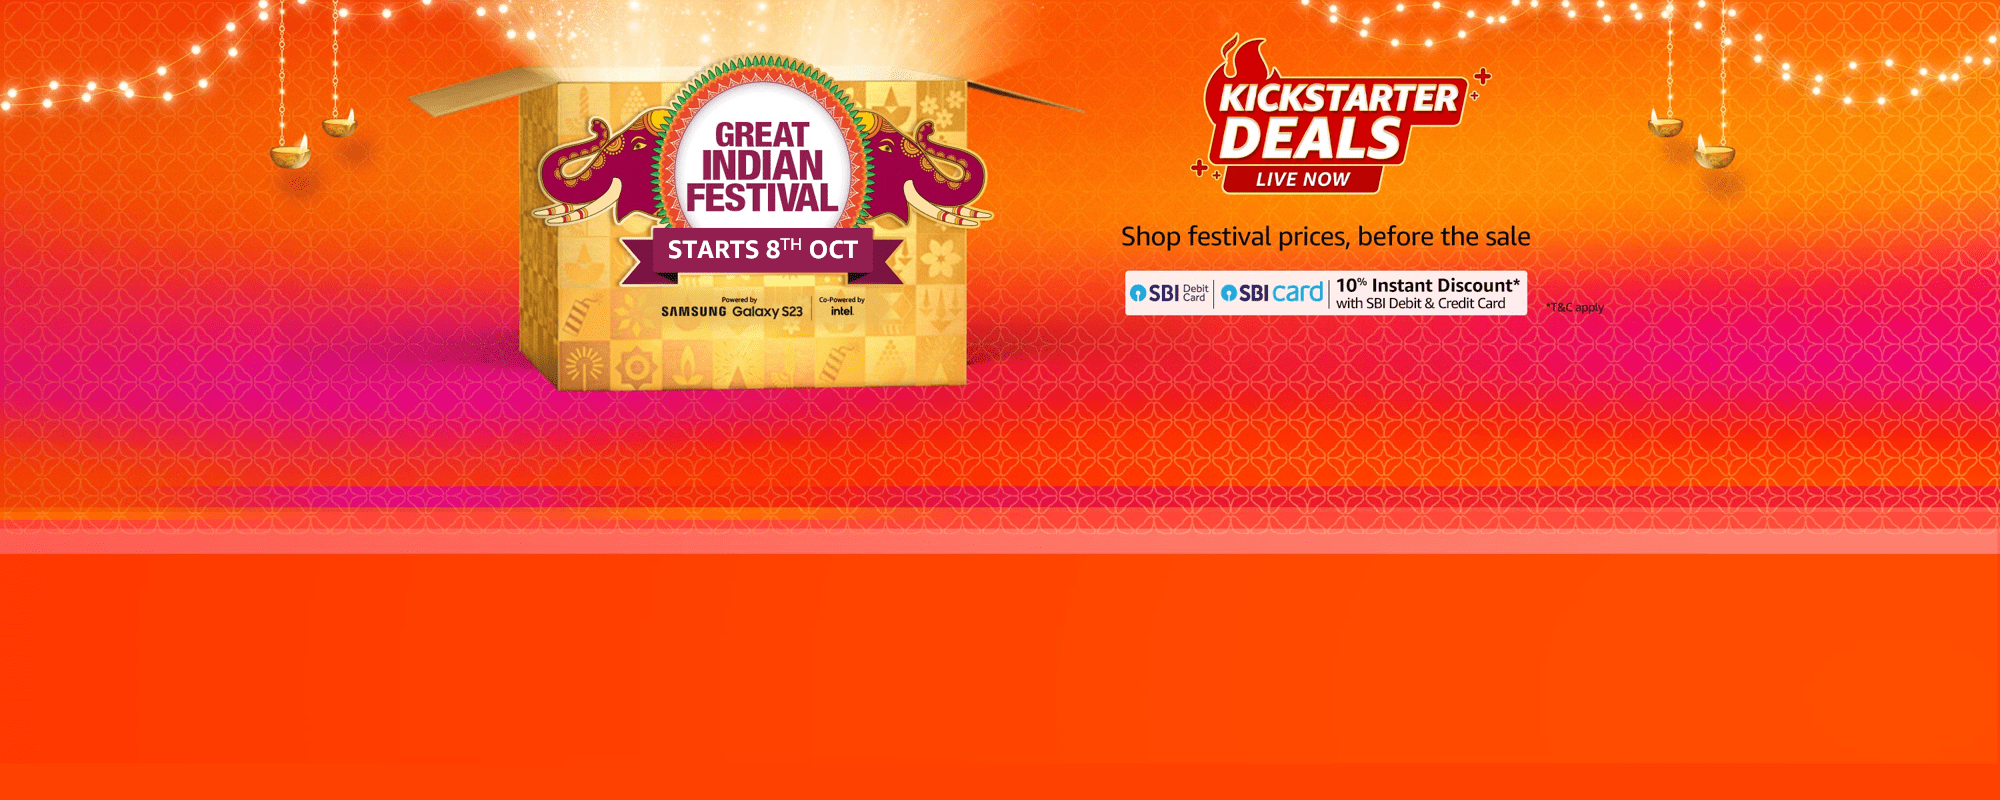 GREAT
INDIAN
FESTIVAL
STARTS 8TH OCT
Powered by
SAMSUNG Galaxy S23
Co-Powered by
intel.
KICKSTARTER
DEALS
LIVE NOW
Shop festival prices, before the sale
SBI Debit Card
SBI card
10% Instant Discount*
with SBI Debit & Credit Card
*T&C apply